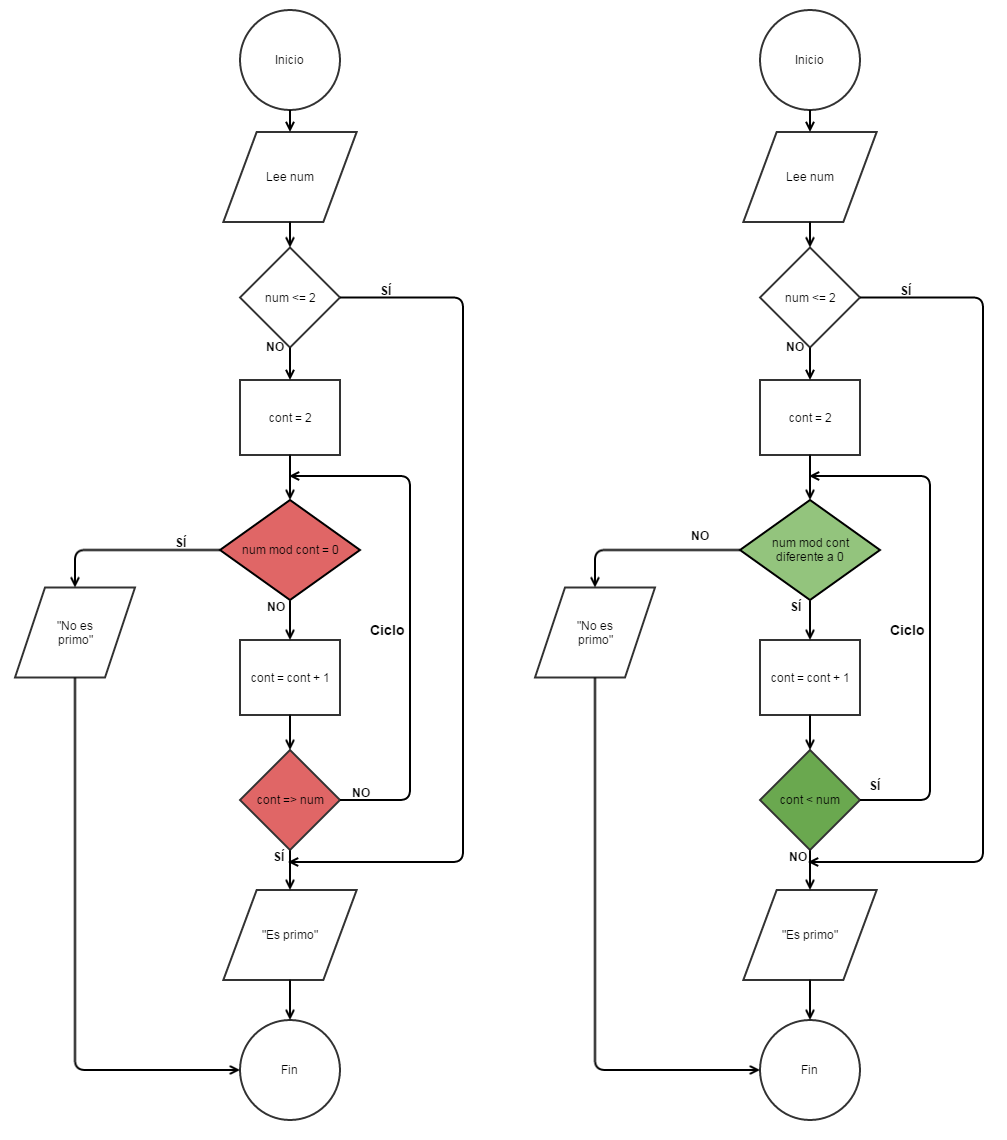 Inicio
Lee num
num <= 2
SÍ
NO
cont = 2
num mod cont = 0
SÍ
NO
"No es
primo"
Ciclo
cont = cont + 1
cont => num
NO
SÍ
"Es primo"
Fin
Inicio
Lee num
num <= 2
SÍ
NO
cont = 2
num mod cont
diferente a 0
NO
SÍ
"No es
primo"
Ciclo
cont = cont + 1
cont < num
SÍ
NO
"Es primo"
Fin